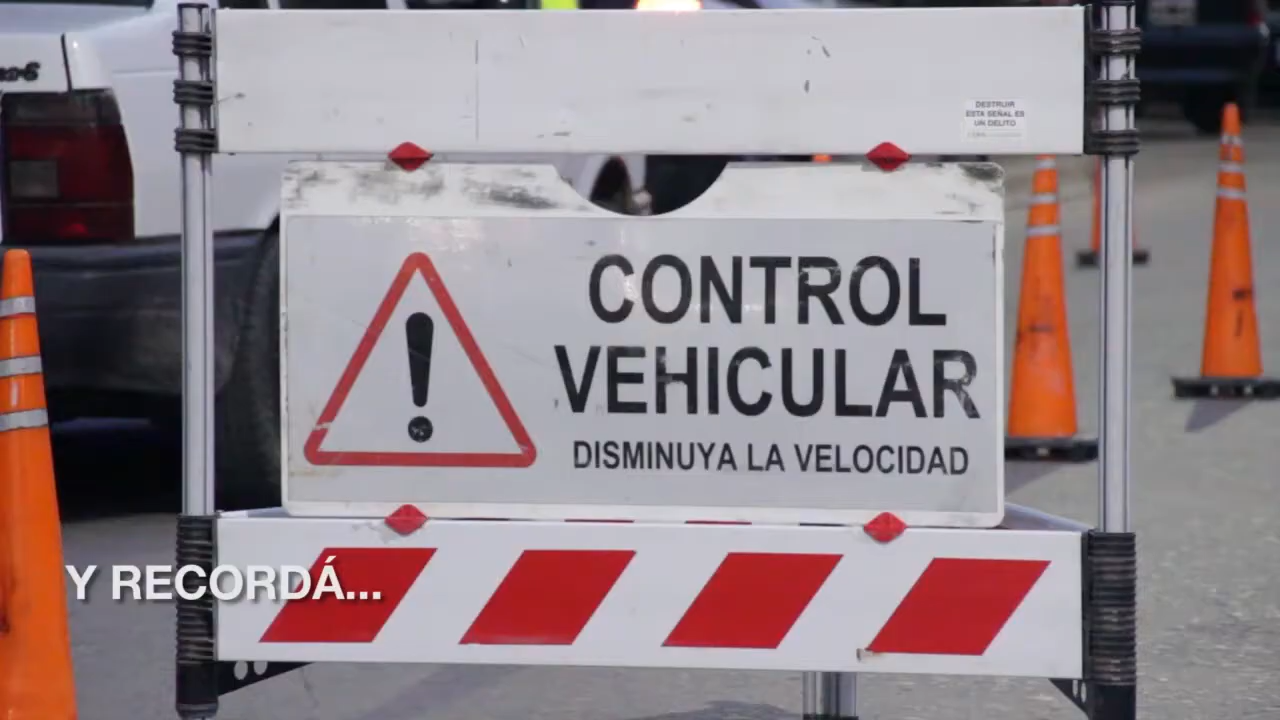 DESTRUIR
ESTA SEÑAL ES
UN DELITO
CONTROL
VEHICULAR
DISMINUYA LA VELOCIDAD
Y RECORDÁ...